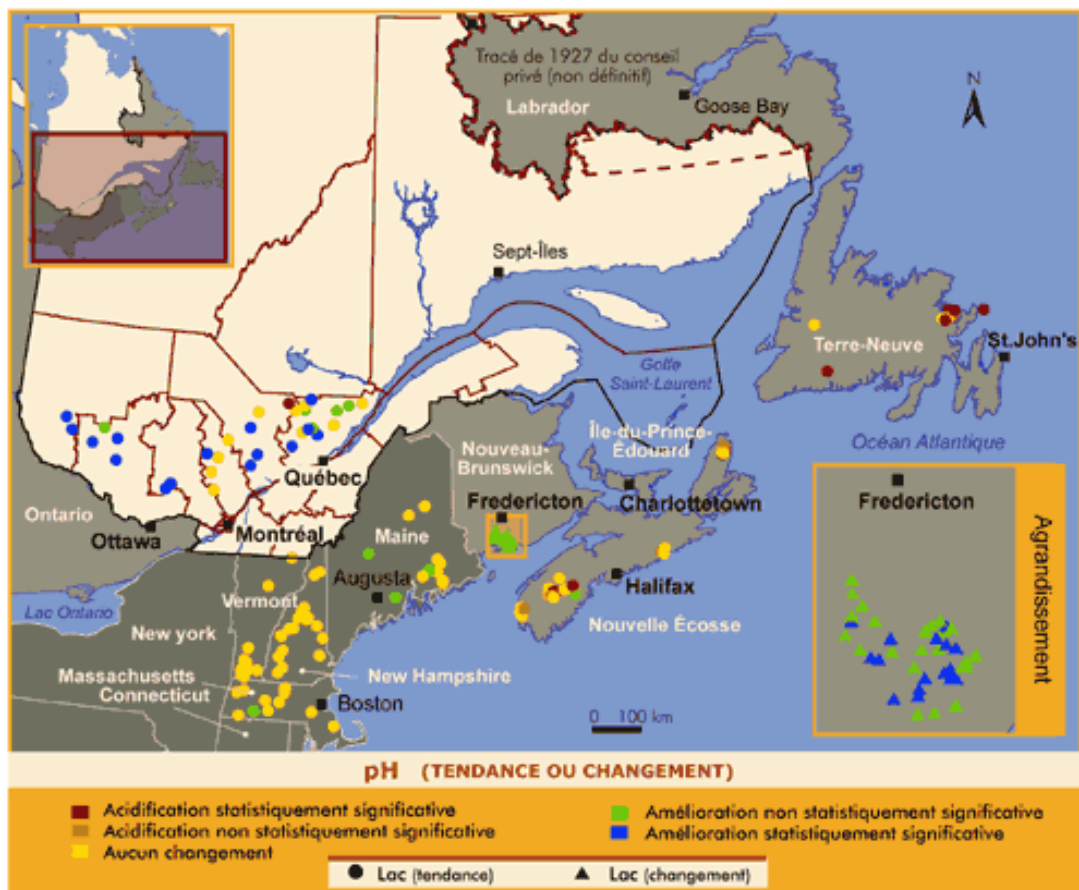 Tracé de 1927 du conseil
privé (non définitif)
Labrador
Goose Bay
N
Sept-Îles
Terre-Neuve
St.John's
Golfe
Saint-Laurent
Océan Atlantique
Île-du-Prince-
Édouard
Nouveau-
Brunswick
Québec
Fredericton
Charlottetown
Fredericton
Agrandissement
Ontario
Ottawa
Montréal
Maine
Augusta
Halifax
Lac Ontario
Vermont
New york
Nouvelle Écosse
Massachusetts
Connecticut
New Hampshire
Boston
0 100 km
pH (TENDANCE OU CHANGEMENT)
Acidification statistiquement significative
Acidification non statistiquement significative
Aucun changement
Amélioration non statistiquement significative
Amélioration statistiquement significative
Lac (tendance)
Lac (changement)